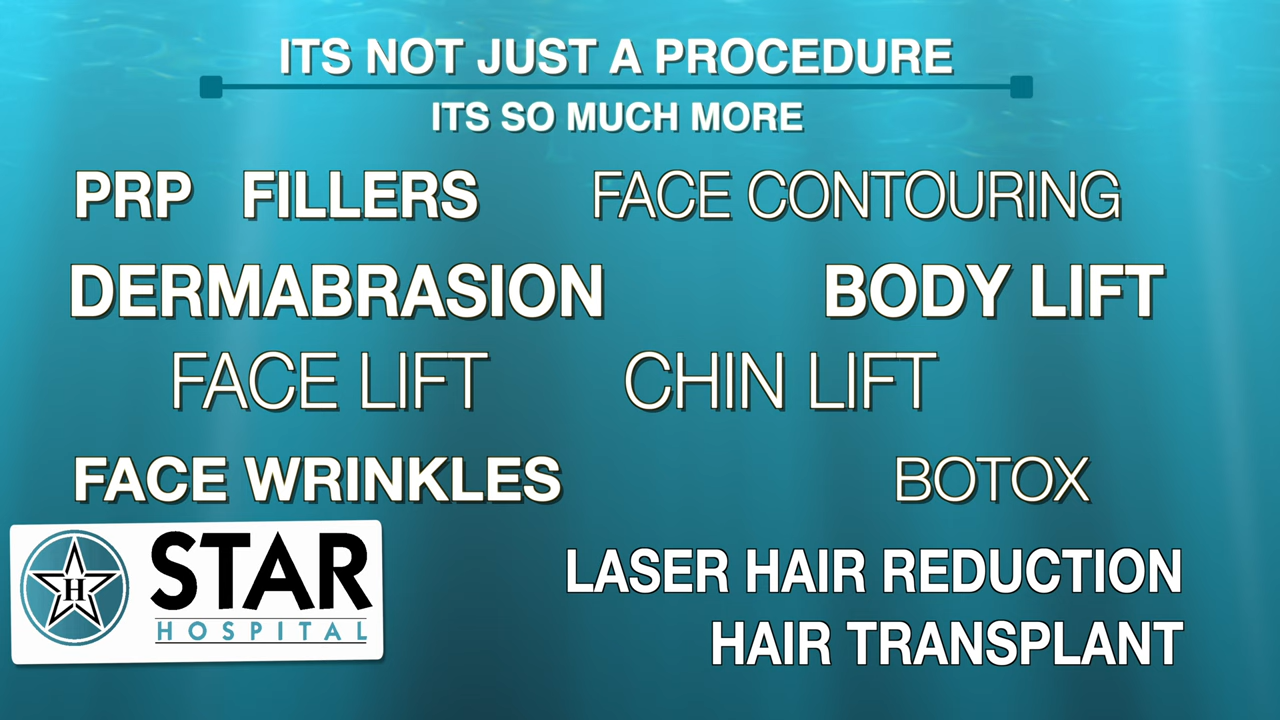 ITS NOT JUST A PROCEDURE
ITS SO MUCH MORE
PRP FILLERS FACE CONTOURING
DERMABRASION BODY LIFT
FACE LIFT CHIN LIFT
FACE WRINKLES BOTOX
LASER HAIR REDUCTION
HAIR TRANSPLANT
H
STAR
HOSPITAL